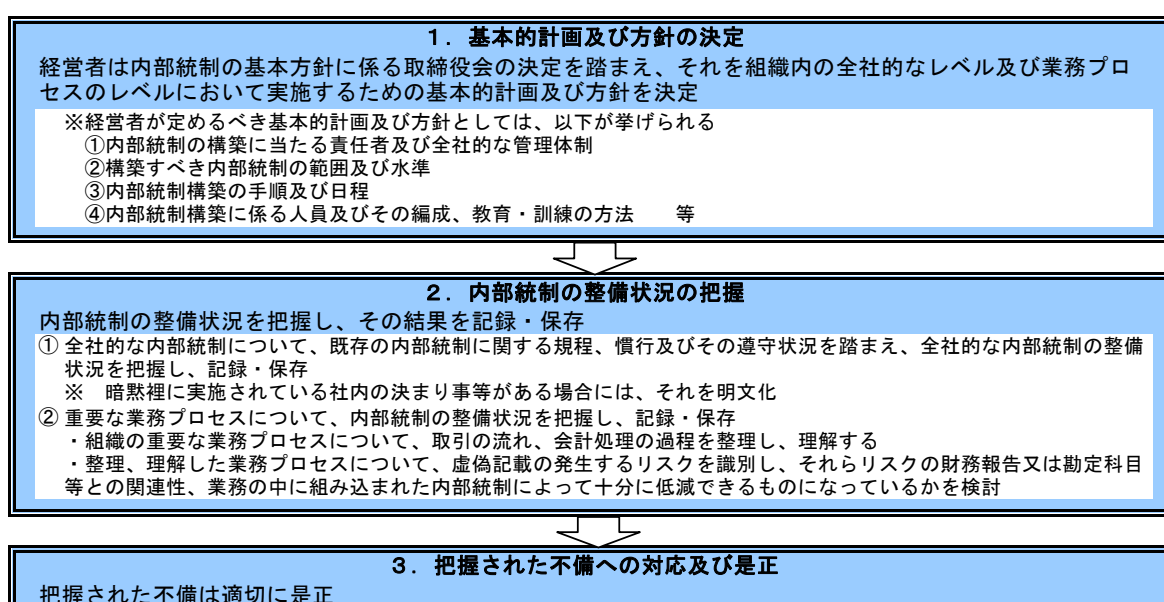 １．基本的計画及び方針の決定
経営者は内部統制の基本方針に係る取締役会の決定を踏まえ、それを組織内の全社的なレベル及び業務プロ
セスのレベルにおいて実施するための基本的計画及び方針を決定
※経営者が定めるべき基本的計画及び方針としては、以下が挙げられる
①内部統制の構築に当たる責任者及び全社的な管理体制
②構築すべき内部統制の範囲及び水準
③内部統制構築の手順及び日程
④内部統制構築に係る人員及びその編成、教育・訓練の方法　　等
２．内部統制の整備状況の把握
内部統制の整備状況を把握し、その結果を記録・保存
① 全社的な内部統制について、既存の内部統制に関する規程、慣行及びその遵守状況を踏まえ、全社的な内部統制の整備
状況を把握し、記録・保存
※　暗黙裡に実施されている社内の決まり事等がある場合には、それを明文化
② 重要な業務プロセスについて、内部統制の整備状況を把握し、記録・保存
・組織の重要な業務プロセスについて、取引の流れ、会計処理の過程を整理し、理解する
・整理、理解した業務プロセスについて、虚偽記載の発生するリスクを識別し、それらリスクの財務報告又は勘定科目
等との関連性、業務の中に組み込まれた内部統制によって十分に低減できるものになっているかを検討
３．把握された不備への対応及び是正
把握された不備は適切に是正